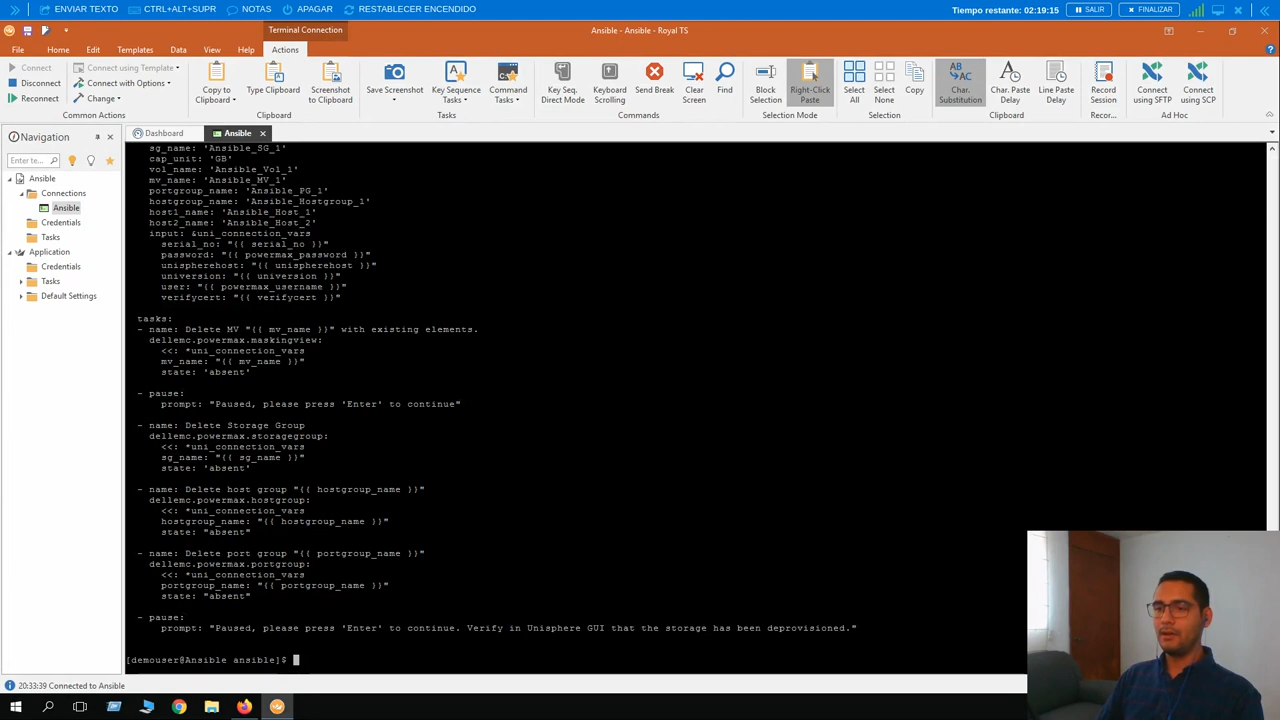 ENVIAR TEXTO CTRL+ALT+SUPR NOTAS APAGAR RESTABLECER ENCENDIDO Tiempo restante: 02:19:15 SALIR FINALIZAR
Terminal Connection Ansible - Ansible - Royal TS
File Home Edit Templates Data View Help Actions
Connect Connect using Template
Disconnect Connect with Options
Reconnect Change
Common Actions
Copy to Clipboard Type Clipboard Screenshot to Clipboard
Clipboard
Save Screenshot Key Sequence Tasks Command Tasks
Tasks
Key Seq. Direct Mode Keyboard Scrolling Send Break Clear Screen Find
Commands
Block Selection Right-Click Paste
Selection Mode
Select All Select None Copy
Selection
Char. Substitution Char. Paste Delay Line Paste Delay
Clipboard
Record Session
Recor...
Connect using SFTP Connect using SCP
Ad Hoc
Navigation
Enter te...
Ansible
Connections
Ansible
Credentials
Tasks
Application
Credentials
Tasks
Default Settings
Dashboard Ansible
sg_name: 'Ansible_SG_1'
cap_unit: 'GB'
vol_name: 'Ansible_Vol_1'
mv_name: 'Ansible_MV_1'
portgroup_name: 'Ansible_PG_1'
hostgroup_name: 'Ansible_Hostgroup_1'
host1_name: 'Ansible_Host_1'
host2_name: 'Ansible_Host_2'
input: &uni_connection_vars
serial_no: "{{ serial_no }}"
password: "{{ powermax_password }}"
unispherehost: "{{ unispherehost }}"
universion: "{{ universion }}"
user: "{{ powermax_username }}"
verifycert: "{{ verifycert }}"
tasks:
- name: Delete MV "{{ mv_name }}" with existing elements.
dellemc.powermax.maskingview:
<<: *uni_connection_vars
mv_name: "{{ mv_name }}"
state: 'absent'
- pause:
prompt: "Paused, please press 'Enter' to continue"
- name: Delete Storage Group
dellemc.powermax.storagegroup:
<<: *uni_connection_vars
sg_name: "{{ sg_name }}"
state: 'absent'
- name: Delete host group "{{ hostgroup_name }}"
dellemc.powermax.hostgroup:
<<: *uni_connection_vars
hostgroup_name: "{{ hostgroup_name }}"
state: "absent"
- name: Delete port group "{{ portgroup_name }}"
dellemc.powermax.portgroup:
<<: *uni_connection_vars
portgroup_name: "{{ portgroup_name }}"
state: "absent"
- pause:
prompt: "Paused, please press 'Enter' to continue. Verify in Unisphere GUI that the storage has been deprovisioned."
[demouser@Ansible ansible]$
20:33:39 Connected to Ansible